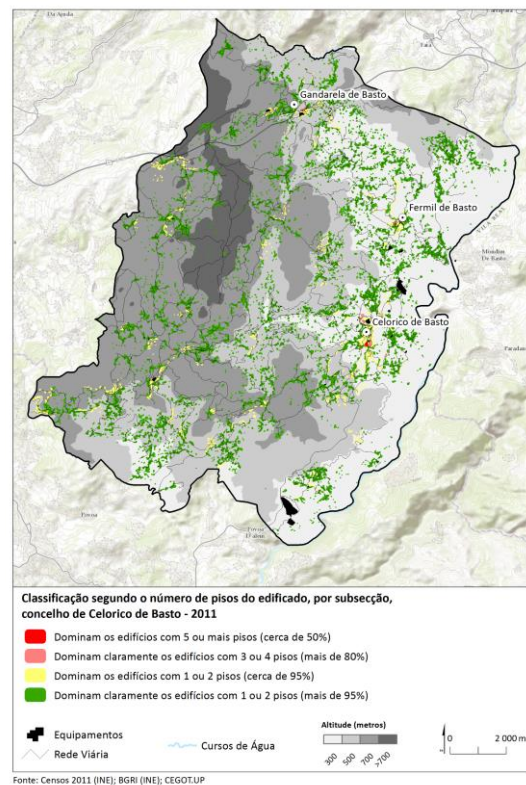 Gandarela de Basto
Fermil de Basto
VILA REAL
Celorico de Basto
Classificação segundo o número de pisos do edificado, por subsecção,
concelho de Celorico de Basto - 2011
Dominam os edifícios com 5 ou mais pisos (cerca de 50%)
Dominam claramente os edifícios com 3 ou 4 pisos (mais de 80%)
Dominam os edifícios com 1 ou 2 pisos (cerca de 95%)
Dominam claramente os edifícios com 1 ou 2 pisos (mais de 95%)
Equipamentos
Rede Viária
Cursos de Água
Altitude (metros)
300 500 700 >700
0 2 000 m
Fonte: Censos 2011 (INE); BGRI (INE); CEGOT.UP